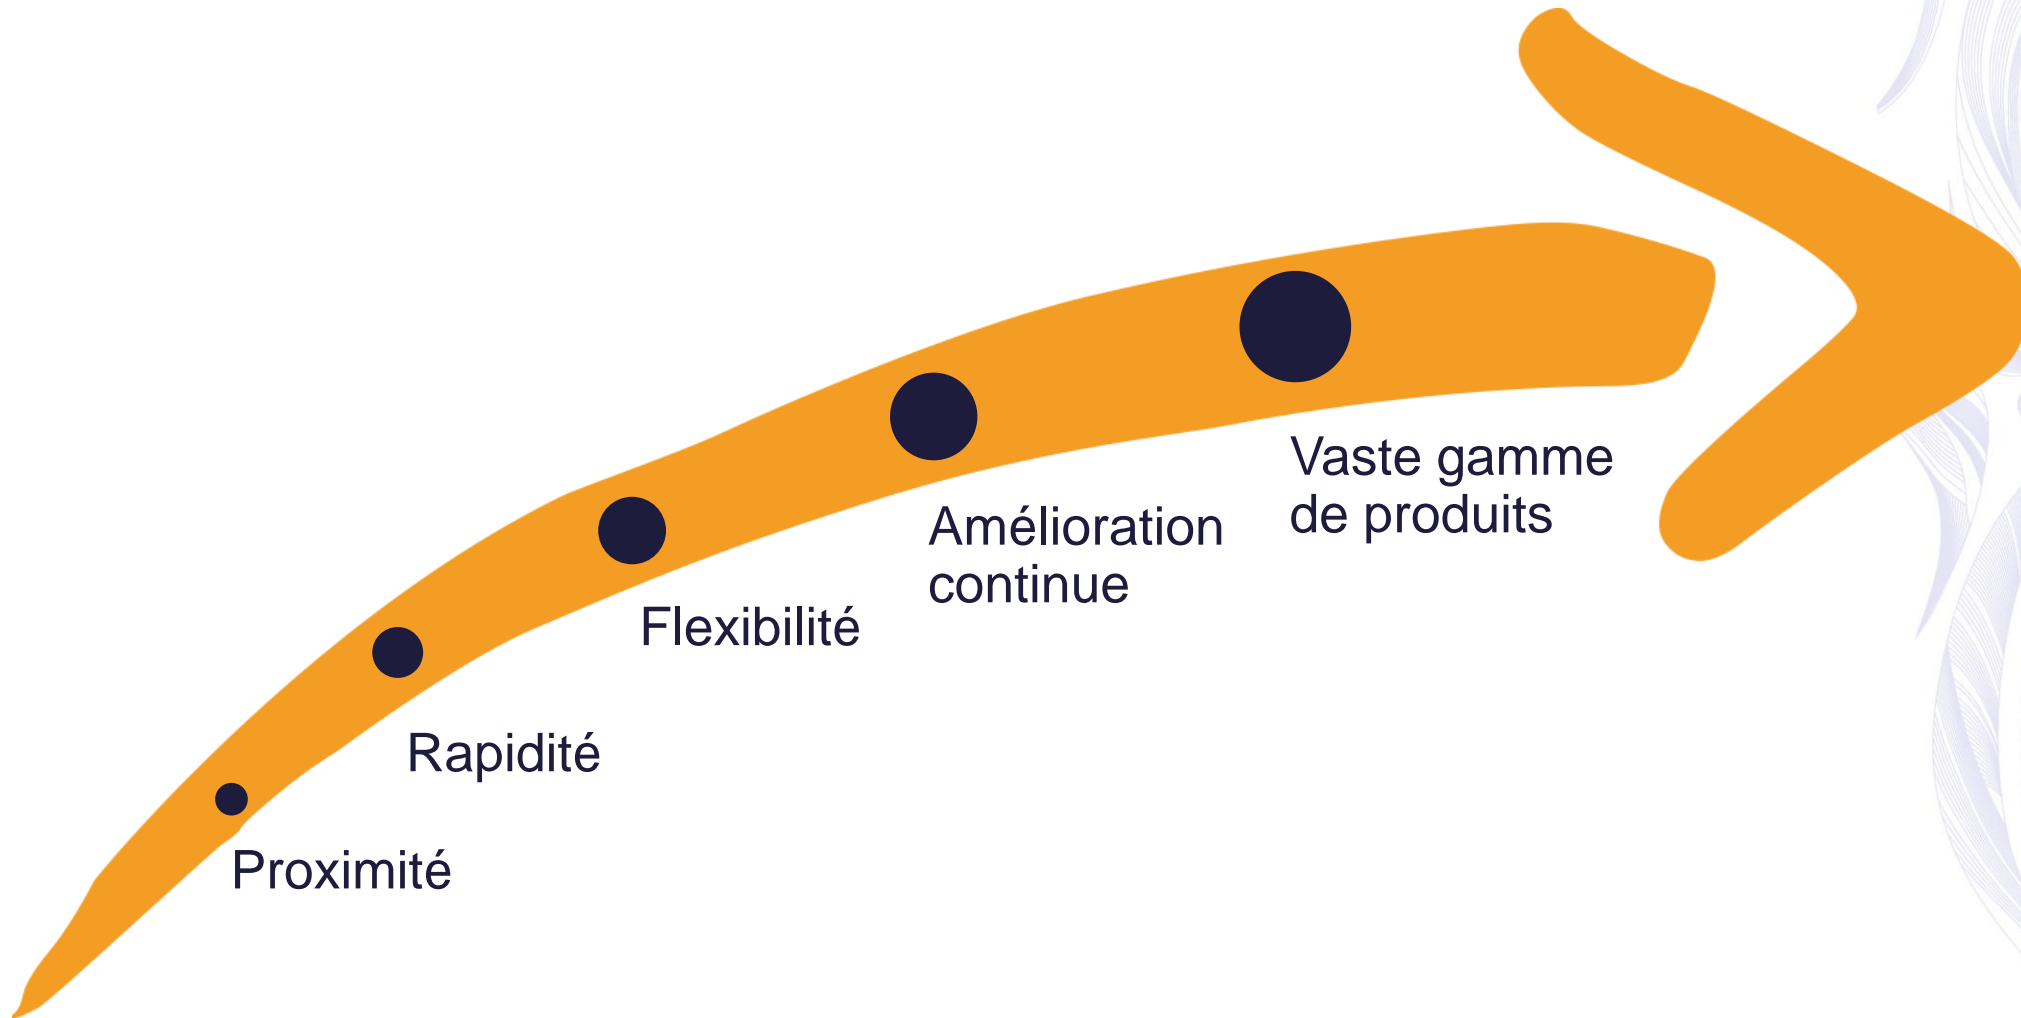 Vaste gamme
de produits
Amélioration
continue
Flexibilité
Rapidité
Proximité